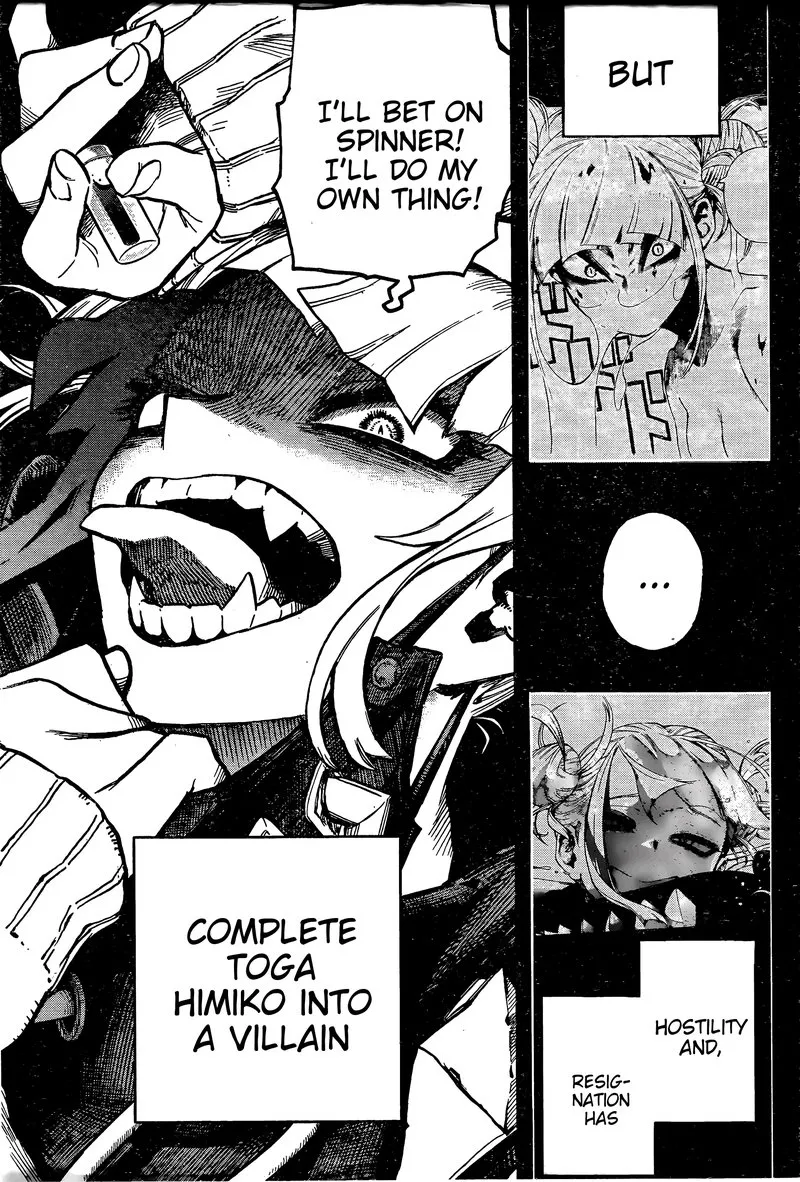 BUT
...
HOSTILITY
AND,
RESIG-
NATION
HAS
I'LL BET ON
SPINNER!
I'LL DO MY
OWN THING!
COMPLETE
TOGA
HIMIKO INTO
A VILLAIN